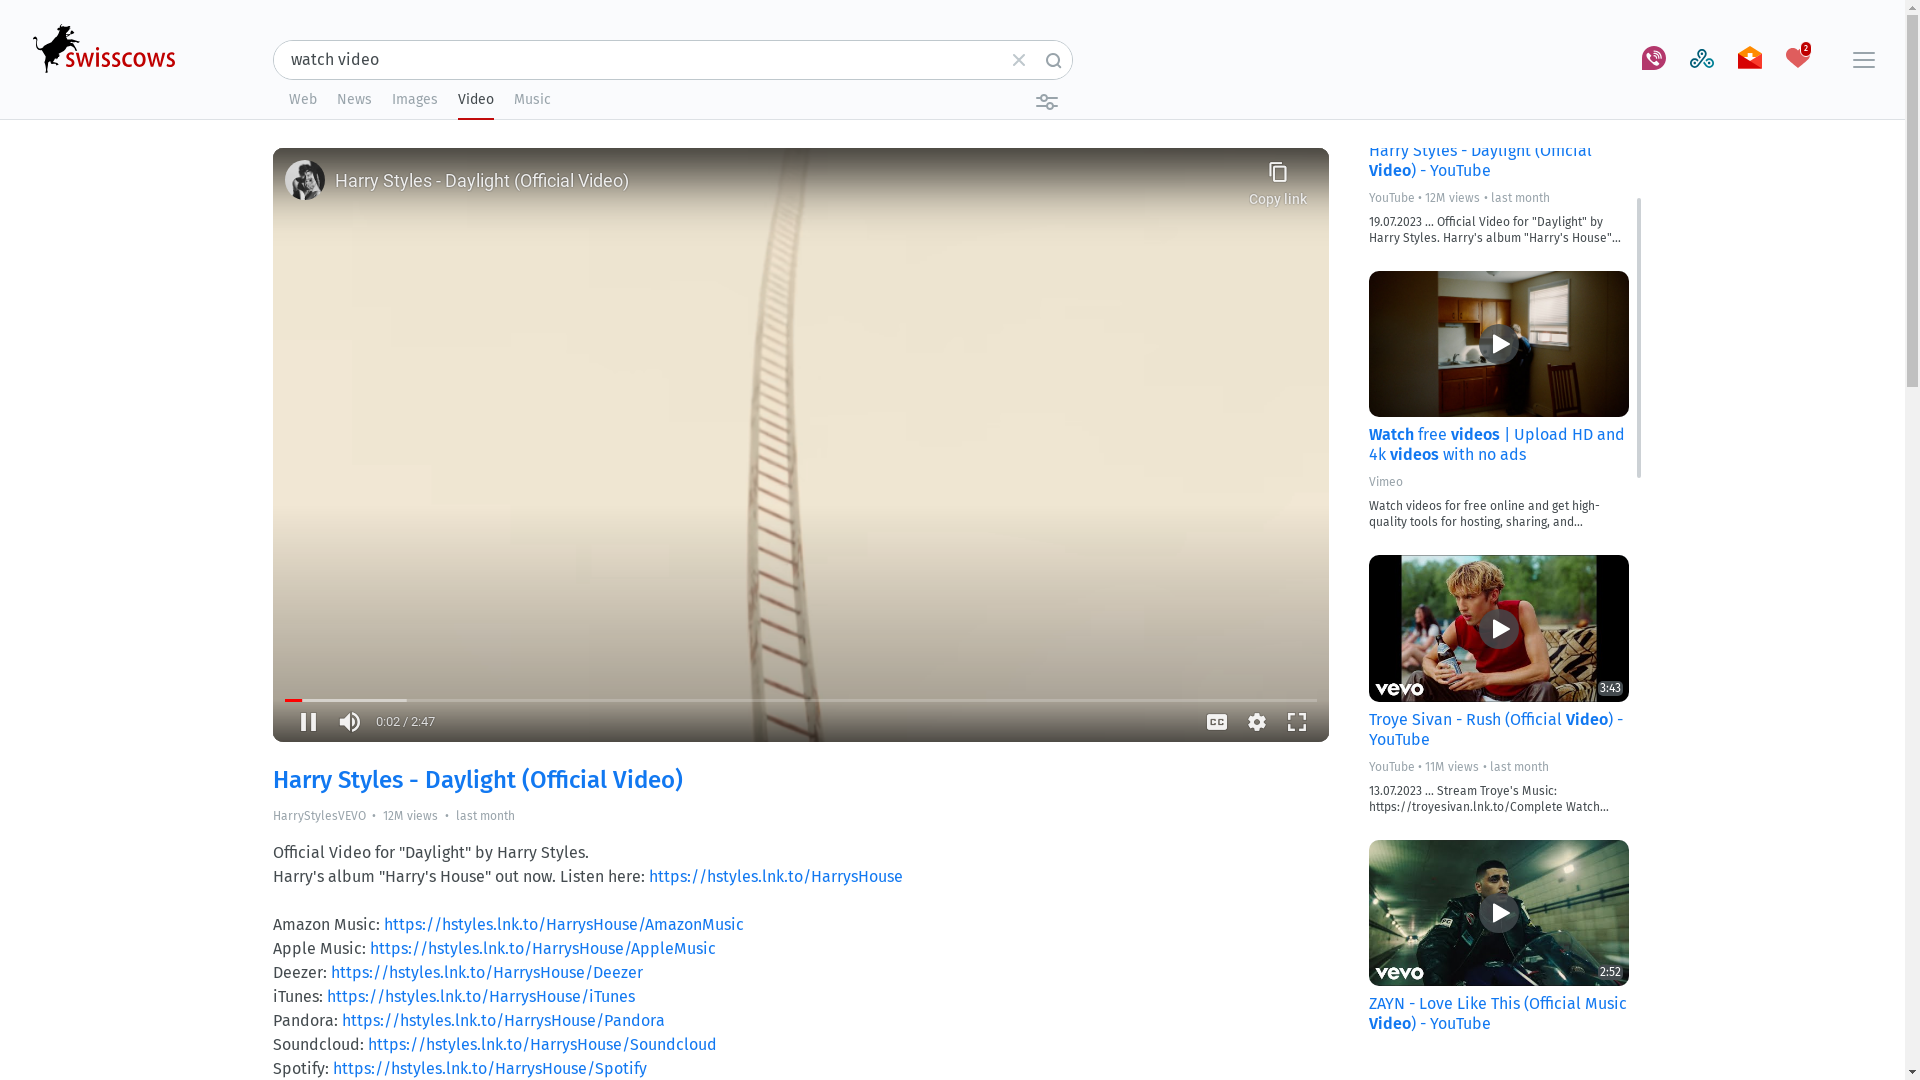 swisscows
watch video
2
Web
News
Images
Video
Music
Harry Styles - Daylight (Official Video)
Copy link
0:02 / 2:47
Harry Styles - Daylight (Official Video)
HarryStylesVEVO • 12M views • last month
Official Video for "Daylight" by Harry Styles.
Harry's album "Harry's House" out now. Listen here: https://hstyles.lnk.to/HarrysHouse
Amazon Music: https://hstyles.lnk.to/HarrysHouse/AmazonMusic
Apple Music: https://hstyles.lnk.to/HarrysHouse/AppleMusic
Deezer: https://hstyles.lnk.to/HarrysHouse/Deezer
iTunes: https://hstyles.lnk.to/HarrysHouse/iTunes
Pandora: https://hstyles.lnk.to/HarrysHouse/Pandora
Soundcloud: https://hstyles.lnk.to/HarrysHouse/Soundcloud
Spotify: https://hstyles.lnk.to/HarrysHouse/Spotify
Harry Styles - Daylight (Official
Video) - YouTube
YouTube • 12M views • last month
19.07.2023 ... Official Video for "Daylight" by
Harry Styles. Harry's album "Harry's House"...
Watch free videos | Upload HD and
4k videos with no ads
Vimeo
Watch videos for free online and get high-
quality tools for hosting, sharing, and...
vevo
3:43
Troye Sivan - Rush (Official Video) -
YouTube
YouTube • 11M views • last month
13.07.2023 ... Stream Troye's Music:
https://troyesivan.lnk.to/Complete Watch...
vevo
2:52
ZAYN - Love Like This (Official Music
Video) - YouTube